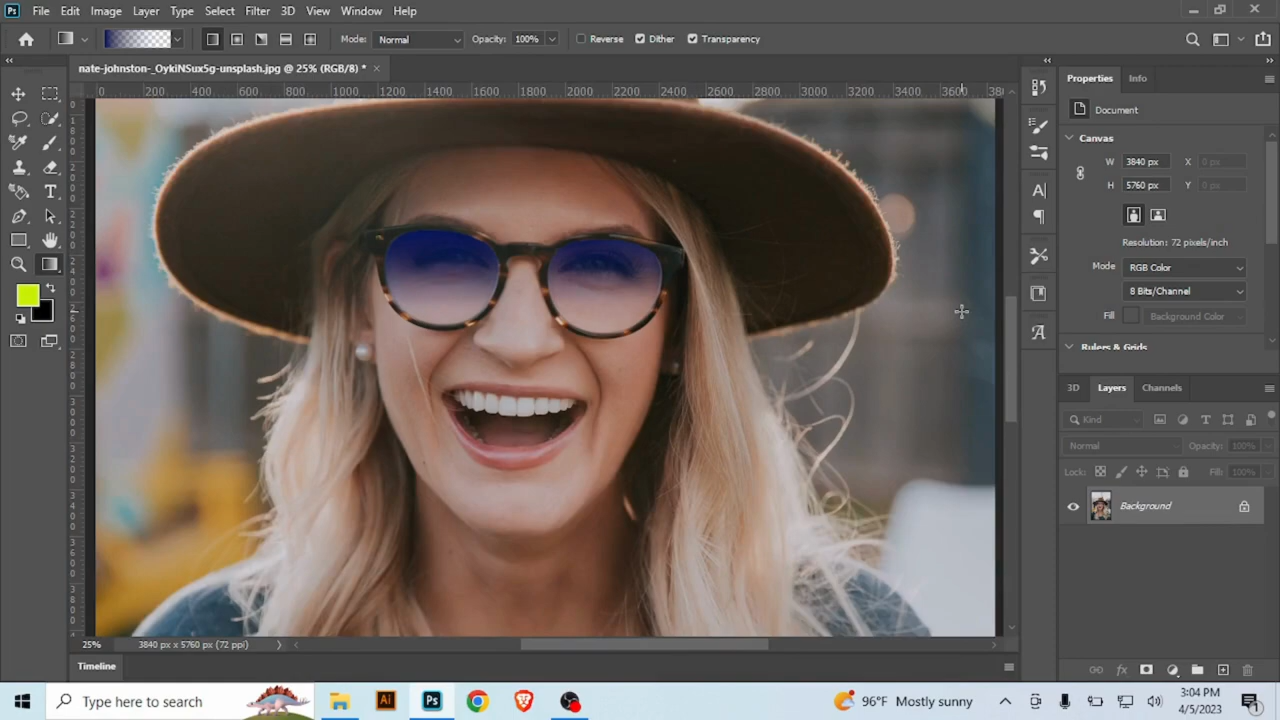 Ps File Edit Image Layer Type Select Filter 3D View Window Help
Mode: Normal Opacity: 100% Reverse Dither Transparency
nate-johnston-_OykiNSux5g-unsplash.jpg @ 25% (RGB/8) * ×
0 200 400 600 800 1000 1200 1400 1600 1800 2000 2200 2400 2600 2800 3000 3200 3400 3600
Properties Info
Document
Canvas
W 3840 px X 0 px
H 5760 px Y 0 px
Resolution: 72 pixels/inch
Mode RGB Color
8 Bits/Channel
Fill Background Color
Rulers & Grids
3D Layers Channels
Kind
Normal Opacity: 100%
Lock: Fill: 100%
Background
25% 3840 px x 5760 px (72 ppi)
Timeline
Type here to search Ai Ps 96°F Mostly sunny 3:04 PM
4/5/2023